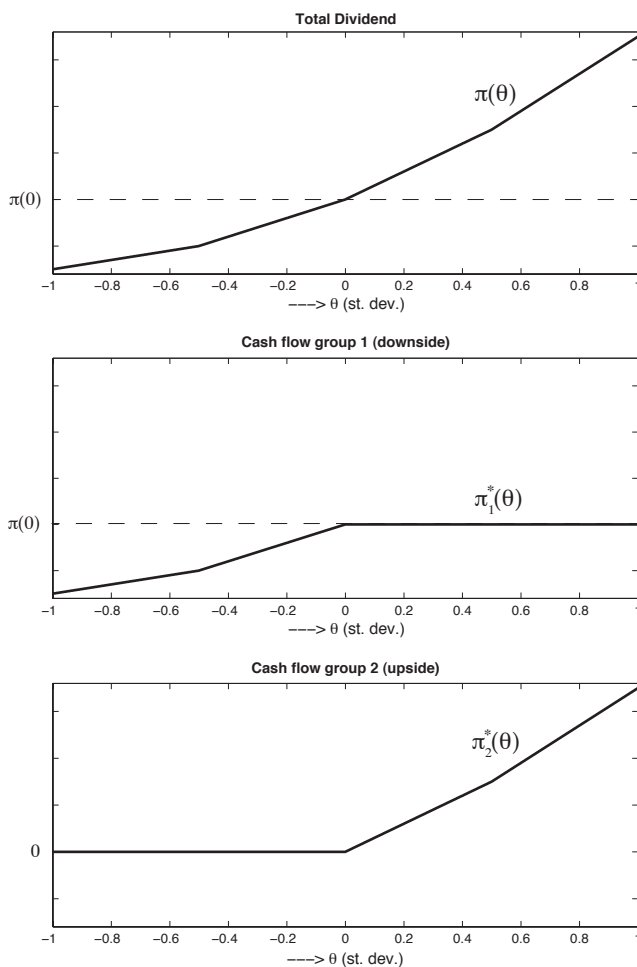 Total Dividend
π(θ)
π(0)
−1 −0.8 −0.6 −0.4 −0.2 0 0.2 0.4 0.6 0.8 1
−−−> θ (st. dev.)
Cash flow group 1 (downside)
π₁*(θ)
π(0)
−1 −0.8 −0.6 −0.4 −0.2 0 0.2 0.4 0.6 0.8 1
−−−> θ (st. dev.)
Cash flow group 2 (upside)
π₂*(θ)
0
−1 −0.8 −0.6 −0.4 −0.2 0 0.2 0.4 0.6 0.8 1
−−−> θ (st. dev.)